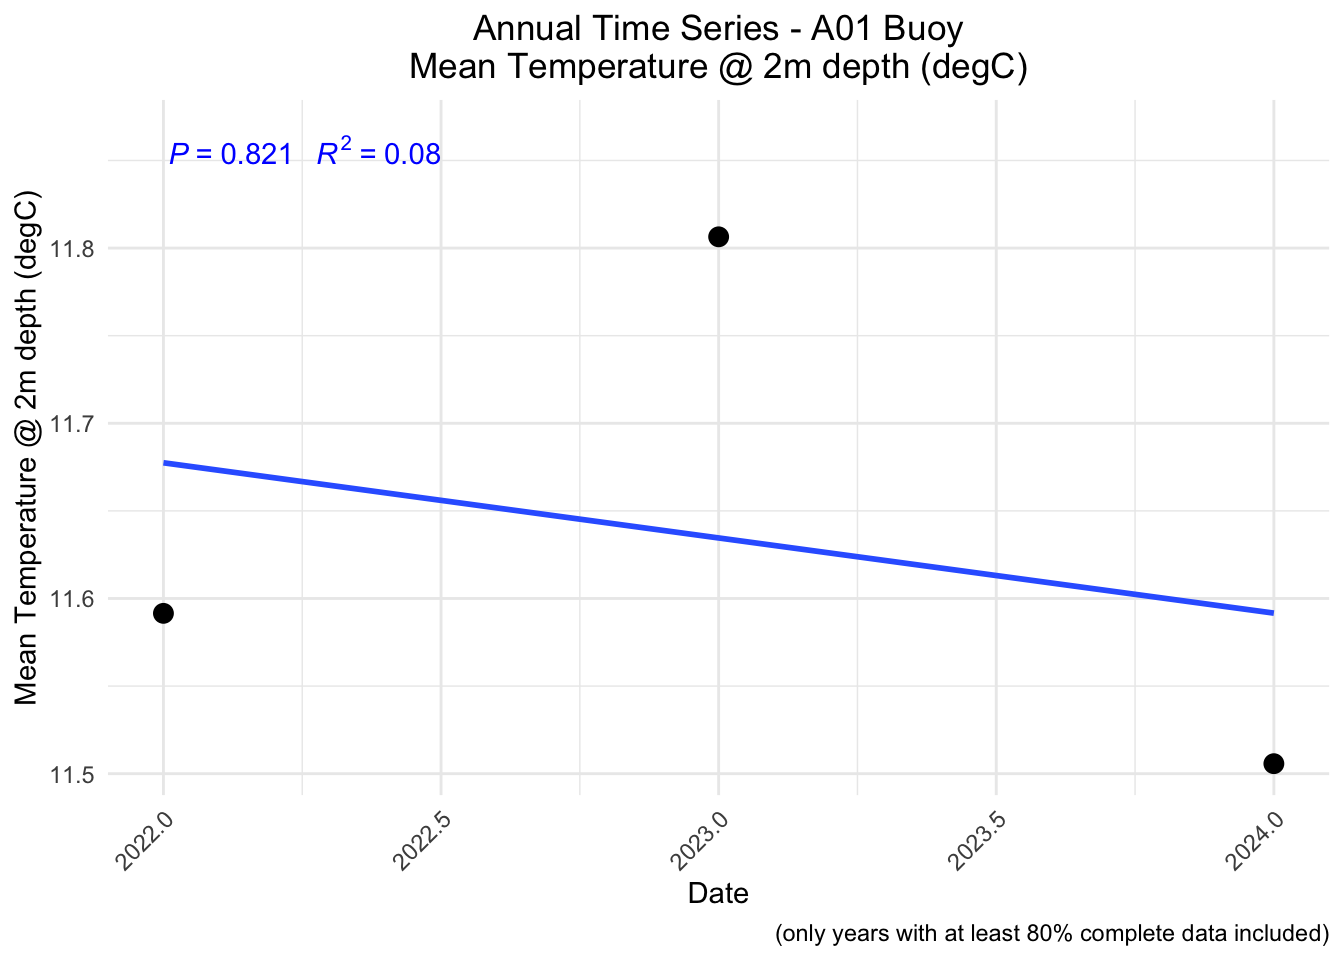 Annual Time Series - A01 Buoy
Mean Temperature @ 2m depth (degC)
P = 0.821 R² = 0.08
Mean Temperature @ 2m depth (degC)
11.8
11.7
11.6
11.5
2022.0 2022.5 2023.0 2023.5 2024.0
Date
(only years with at least 80% complete data included)